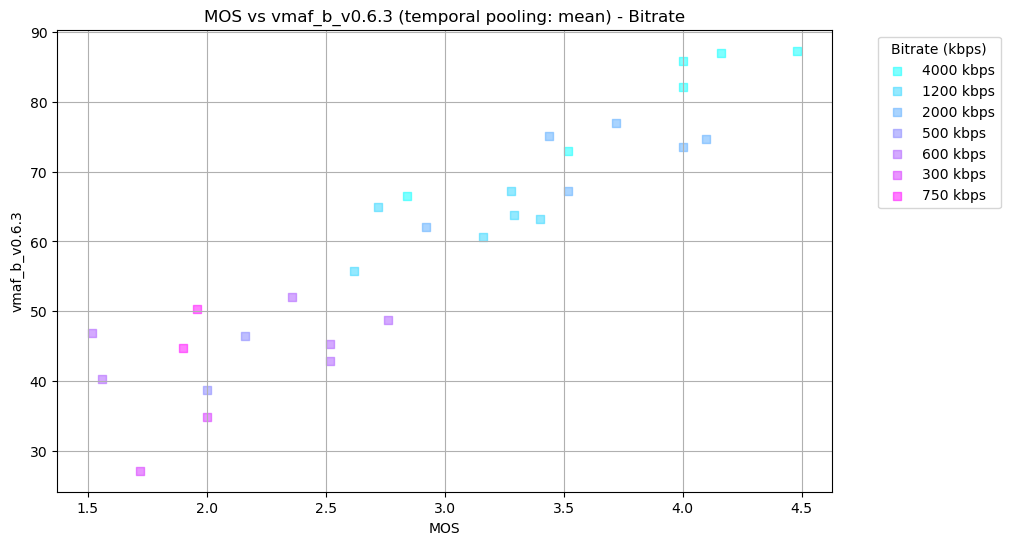 MOS vs vmaf_b_v0.6.3 (temporal pooling: mean) - Bitrate
90
80
70
60
50
40
30
vmaf_b_v0.6.3
1.5
2.0
2.5
3.0
3.5
4.0
4.5
MOS
Bitrate (kbps)
4000 kbps
1200 kbps
2000 kbps
500 kbps
600 kbps
300 kbps
750 kbps